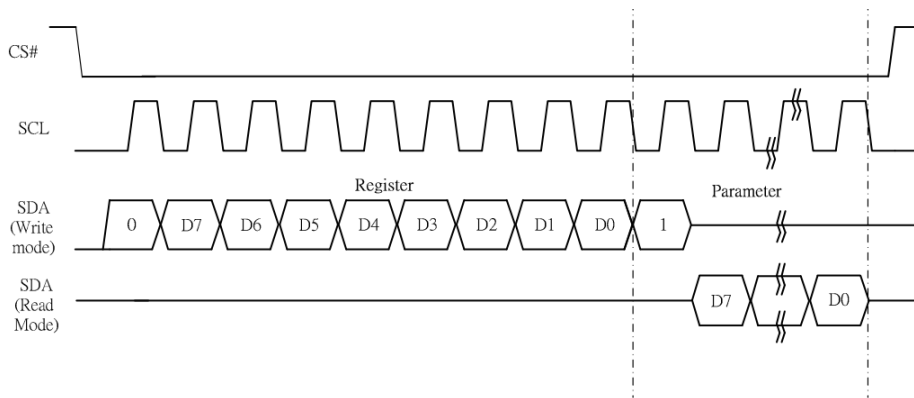 CS#
SCL
Register
Parameter
SDA
(Write
mode)
0 D7 D6 D5 D4 D3 D2 D1 D0 1
SDA
(Read
Mode)
D7 D0